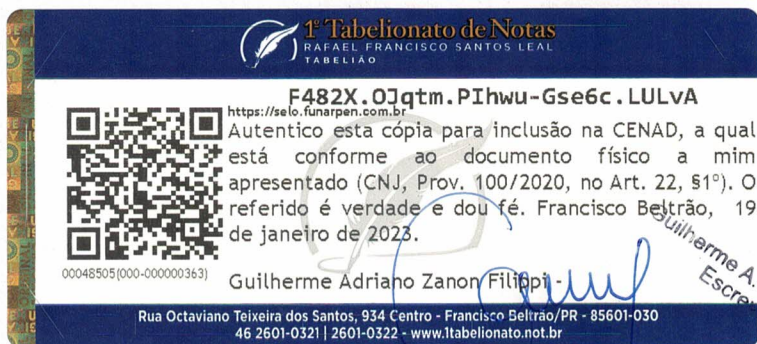 1º Tabelionato de Notas
RAFAEL FRANCISCO SANTOS LEAL
TABELIÃO
F482X.OJqtm.PIhwu-Gse6c.LULvA
https://selo.funarpen.com.br
Autentico esta cópia para inclusão na CENAD, a qual
está conforme ao documento físico a mim
apresentado (CNJ, Prov. 100/2020, no Art. 22, §1º). O
referido é verdade e dou fé. Francisco Beltrão, 19
de janeiro de 2023.
Guilherme A.
Escre
00048505(000-000000363)
Guilherme Adriano Zanon Filippi-
Rua Octaviano Teixeira dos Santos, 934 Centro - Francisco Beltrão/PR - 85601-030
46 2601-0321 | 2601-0322 - www.1tabelionato.not.br